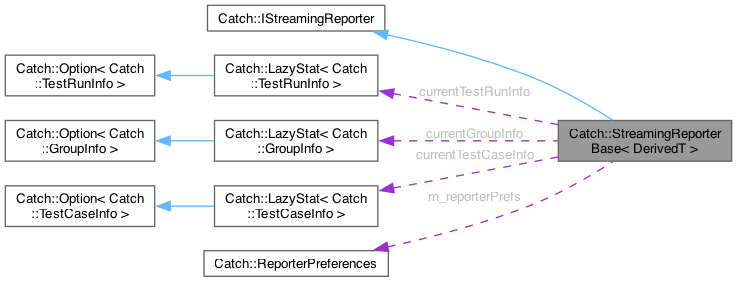 Catch::IStreamingReporter
Catch::Option< Catch
::TestRunInfo >
Catch::LazyStat< Catch
::TestRunInfo >
currentTestRunInfo
Catch::Option< Catch
::GroupInfo >
Catch::LazyStat< Catch
::GroupInfo >
currentGroupInfo
Catch::StreamingReporter
Base< DerivedT >
currentTestCaseInfo
Catch::Option< Catch
::TestCaseInfo >
Catch::LazyStat< Catch
::TestCaseInfo >
m_reporterPrefs
Catch::ReporterPreferences